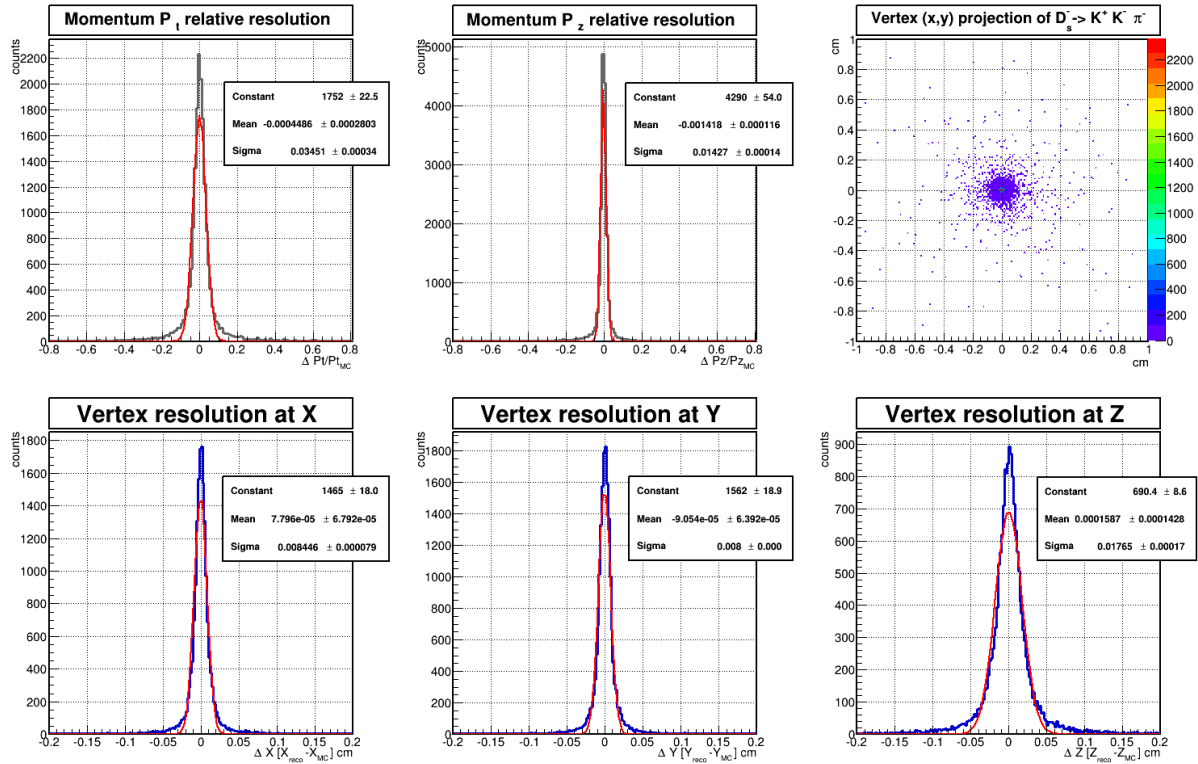 Momentum P t relative resolution
counts
2200
2000
1800
1600
1400
1200
1000
800
600
400
200
0
Constant 1752 ± 22.5
Mean -0.0004486 ± 0.0002803
Sigma 0.03451 ± 0.00034
-0.8 -0.6 -0.4 -0.2 0 0.2 0.4 0.6 0.8
Δ Pt/Pt MC
Momentum P z relative resolution
counts
5000
4000
3000
2000
1000
0
Constant 4290 ± 54.0
Mean -0.001418 ± 0.000116
Sigma 0.01427 ± 0.00014
-0.8 -0.6 -0.4 -0.2 0 0.2 0.4 0.6 0.8
Δ Pz/Pz MC
Vertex (x,y) projection of D s - -> K + K - π -
cm
1
0.8
0.6
0.4
0.2
0
-0.2
-0.4
-0.6
-0.8
-1
-1 -0.8 -0.6 -0.4 -0.2 0 0.2 0.4 0.6 0.8 1
cm
2200
2000
1800
1600
1400
1200
1000
800
600
400
200
0
Vertex resolution at X
counts
1800
1600
1400
1200
1000
800
600
400
200
0
Constant 1465 ± 18.0
Mean 7.796e-05 ± 6.792e-05
Sigma 0.008446 ± 0.000079
-0.2 -0.15 -0.1 -0.05 0 0.05 0.1 0.15 0.2
Δ X [X reco -X MC ] cm
Vertex resolution at Y
counts
1800
1600
1400
1200
1000
800
600
400
200
0
Constant 1562 ± 18.9
Mean -9.054e-05 ± 6.392e-05
Sigma 0.008 ± 0.000
-0.2 -0.15 -0.1 -0.05 0 0.05 0.1 0.15 0.2
Δ Y [Y reco -Y MC ] cm
Vertex resolution at Z
counts
900
800
700
600
500
400
300
200
100
0
Constant 690.4 ± 8.6
Mean 0.0001587 ± 0.0001428
Sigma 0.01765 ± 0.00017
-0.2 -0.15 -0.1 -0.05 0 0.05 0.1 0.15 0.2
Δ Z [Z reco -Z MC ] cm